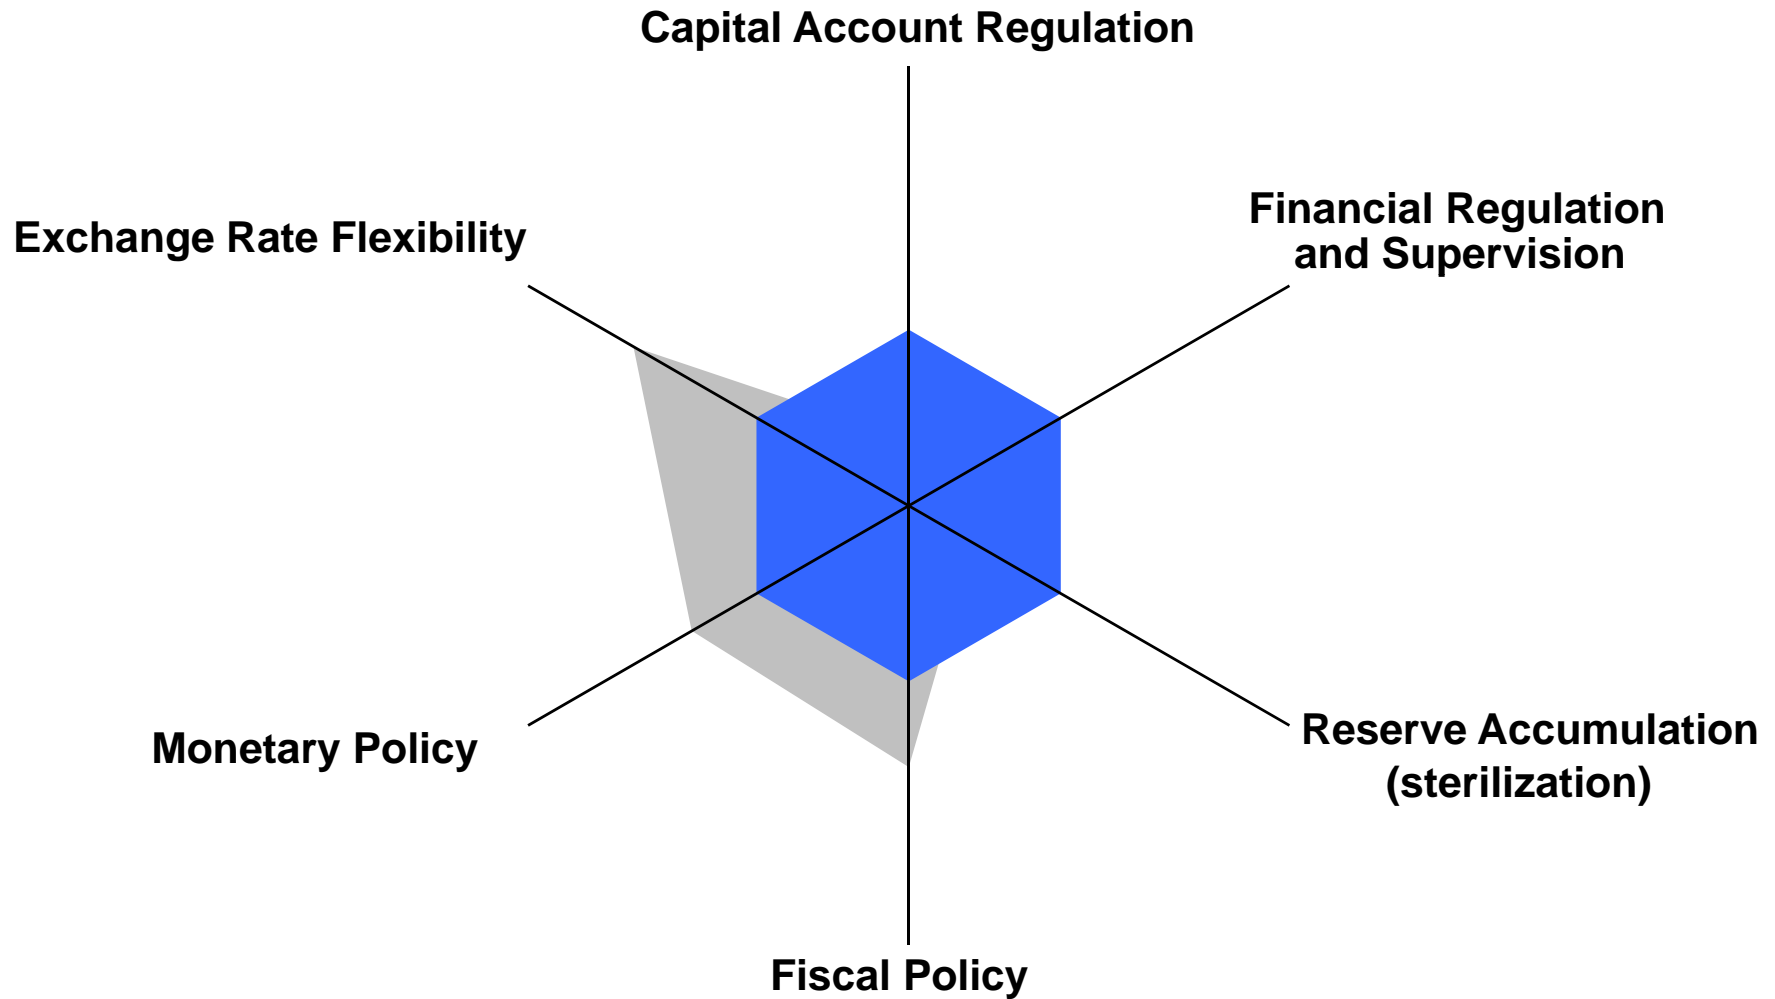 Capital Account Regulation
Financial Regulation
and Supervision
Exchange Rate Flexibility
Reserve Accumulation
(sterilization)
Monetary Policy
Fiscal Policy